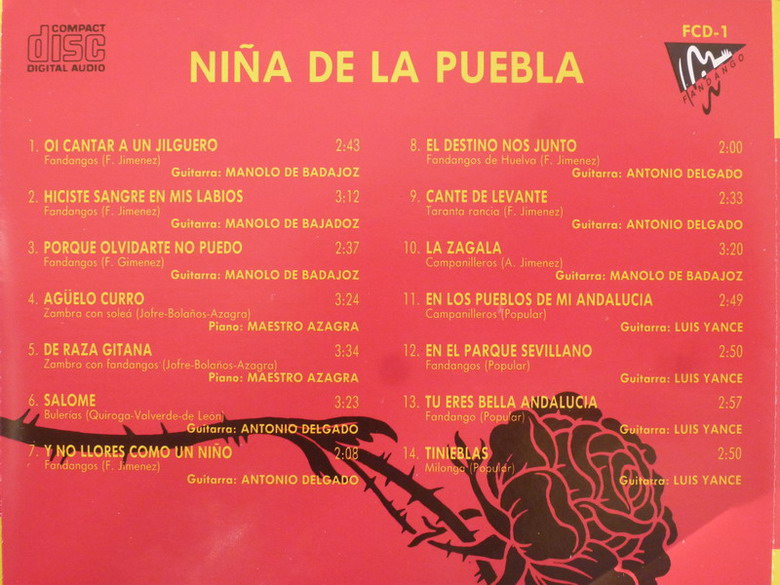 COMPACT
disc
DIGITAL AUDIO
NIÑA DE LA PUEBLA
FCD-1
FANDANGO
1. OI CANTAR A UN JILGUERO 2:43
Fandangos (F. Jimenez)
Guitarra: MANOLO DE BADAJOZ
2. HICISTE SANGRE EN MIS LABIOS 3:12
Fandangos (F. Jimenez)
Guitarra: MANOLO DE BAJADOZ
3. PORQUE OLVIDARTE NO PUEDO 2:37
Fandangos (F. Gimenez)
Guitarra: MANOLO DE BADAJOZ
4. AGÜELO CURRO 3:24
Zambra con soleá (Jofre-Bolaños-Azagra)
Piano: MAESTRO AZAGRA
5. DE RAZA GITANA 3:34
Zambra con fandangos (Jofre-Bolaños-Azagra)
Piano: MAESTRO AZAGRA
6. SALOME 3:23
Bulerias (Quiroga-Valverde-de León)
Guitarra: ANTONIO DELGADO
7. Y NO LLORES COMO UN NIÑO 2:08
Fandangos (F. Jimenez)
Guitarra: ANTONIO DELGADO
8. EL DESTINO NOS JUNTO 2:00
Fandangos de Huelva (F. Jimenez)
Guitarra: ANTONIO DELGADO
9. CANTE DE LEVANTE 2:33
Taranta rancia (F. Jimenez)
Guitarra: ANTONIO DELGADO
10. LA ZAGALA 3:20
Campanilleros (A. Jimenez)
Guitarra: MANOLO DE BADAJOZ
11. EN LOS PUEBLOS DE MI ANDALUCIA 2:49
Campanilleros (Popular)
Guitarra: LUIS YANCE
12. EN EL PARQUE SEVILLANO 2:50
Fandangos (Popular)
Guitarra: LUIS YANCE
13. TU ERES BELLA ANDALUCIA 2:57
Fandango (Popular)
Guitarra: LUIS YANCE
14. TINIEBLAS 2:50
Milonga (Popular)
Guitarra: LUIS YANCE